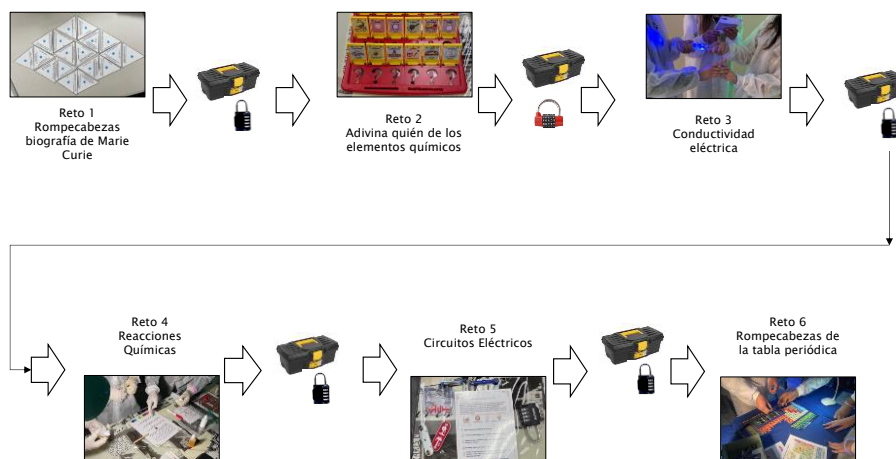 Reto 1
Rompecabezas
biografía de Marie
Curie
Reto 2
Adivina quién de los
elementos químicos
Reto 3
Conductividad
eléctrica
Reto 4
Reacciones
Químicas
Reto 5
Circuitos Eléctricos
Reto 6
Rompecabezas de
la tabla periódica